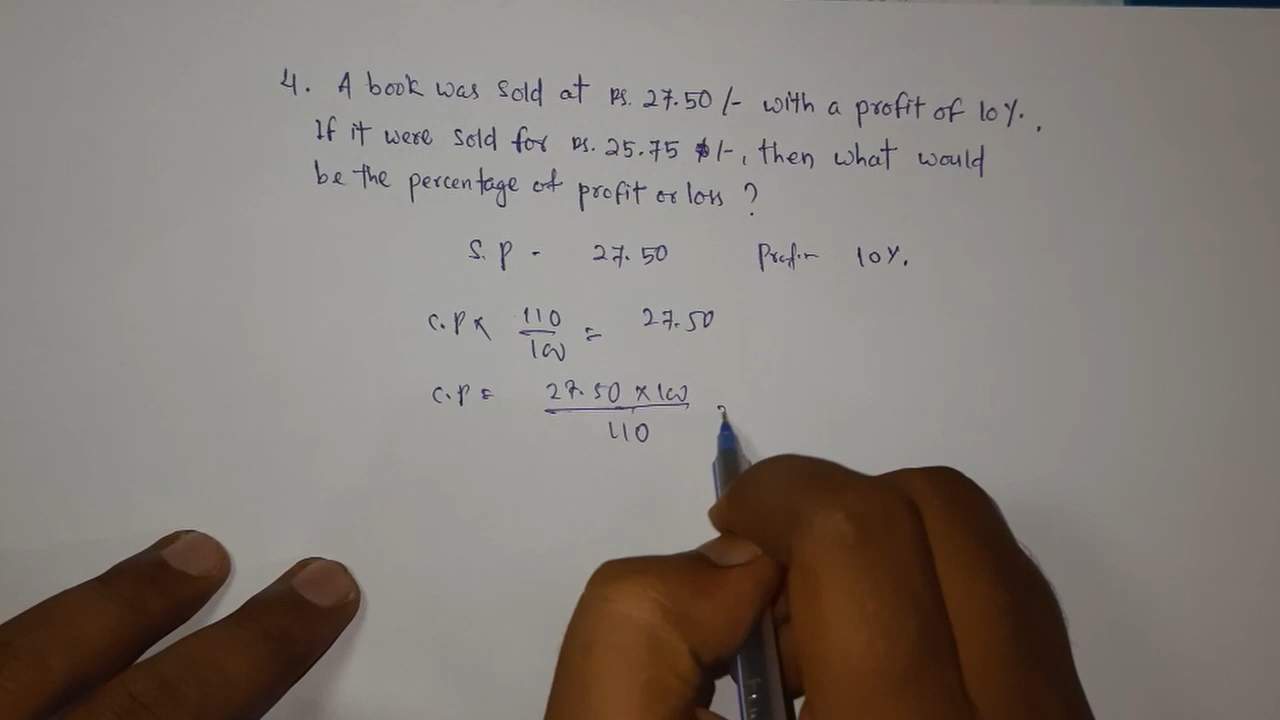 4. A book was sold at Rs. 27.50 /- with a profit of 10%.
If it were sold for Rs. 25.75 /-, then what would
be the percentage of profit or loss ?
S.P - 27.50 Profit 10%.
C.P x 110/100 = 27.50
C.P = 27.50 x 100
110